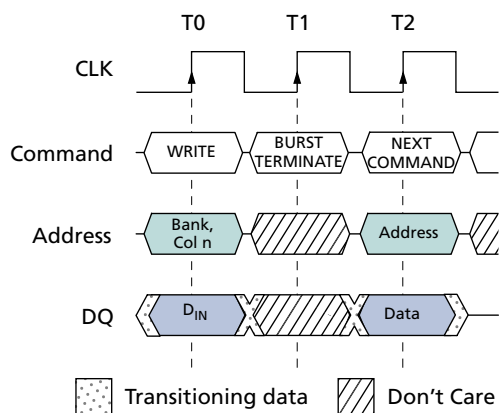 T0 T1 T2
CLK
Command WRITE BURST TERMINATE NEXT COMMAND
Address Bank, Col n Address
DQ DIN Data
Transitioning data Don't Care